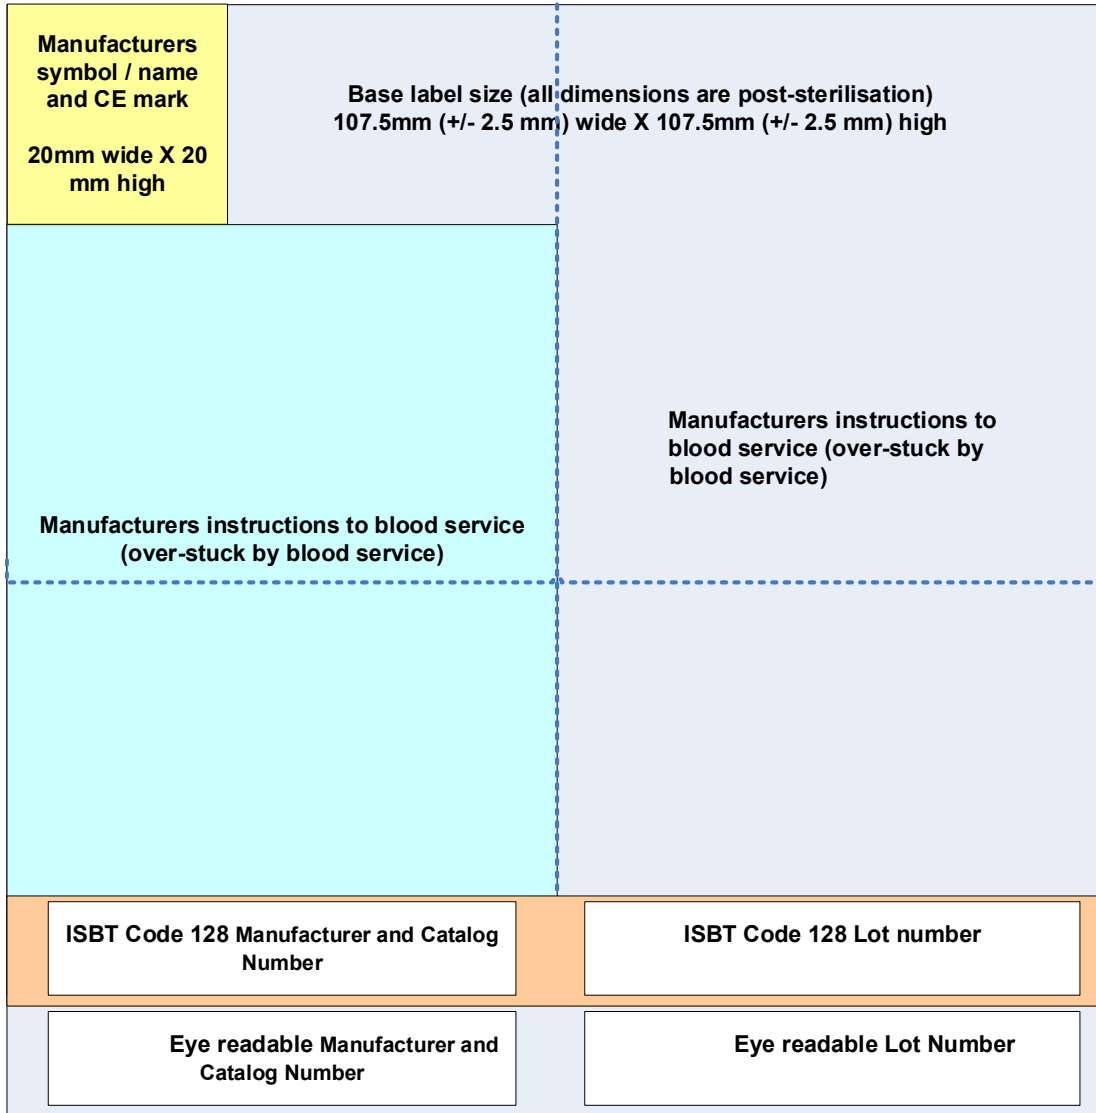 Manufacturers
symbol / name
and CE mark
20mm wide X 20
mm high
Base label size (all dimensions are post-sterilisation)
107.5mm (+/- 2.5 mm) wide X 107.5mm (+/- 2.5 mm) high
Manufacturers instructions to
blood service (over-stuck by
blood service)
Manufacturers instructions to blood service
(over-stuck by blood service)
ISBT Code 128 Manufacturer and Catalog
Number
ISBT Code 128 Lot number
Eye readable Manufacturer and
Catalog Number
Eye readable Lot Number